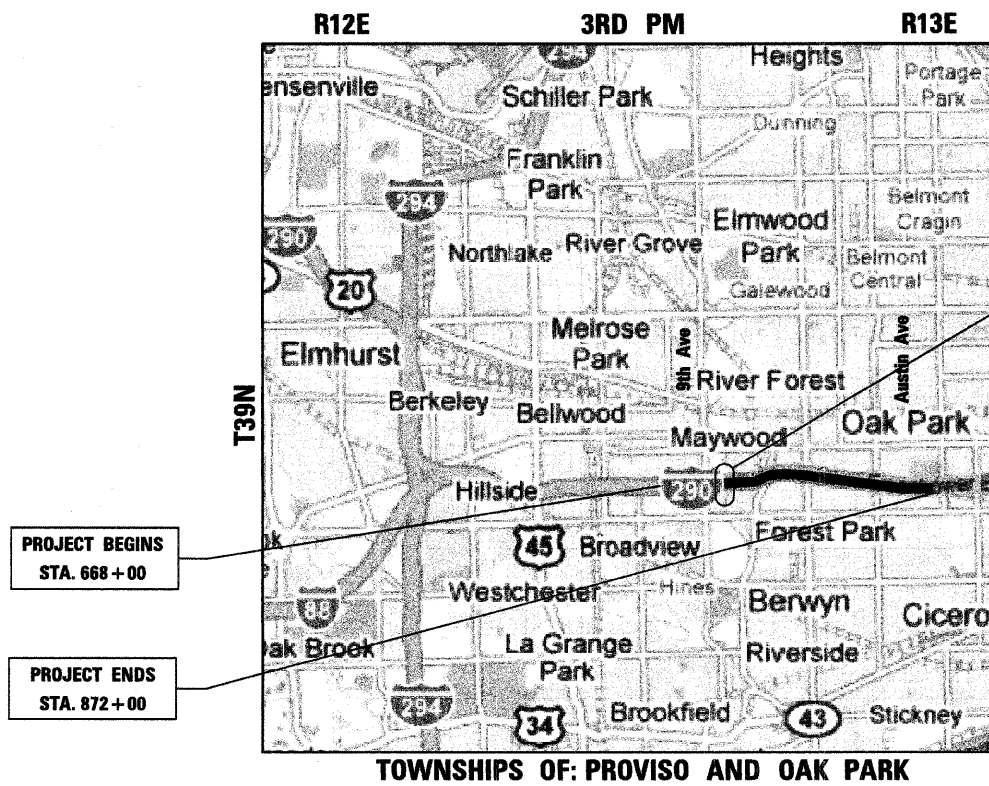 R12E 3RD PM R13E
Heights
ensenville
Schiller Park
Portage
Park
Dunning
Franklin
Park
294
Belmont
Cragin
Elmwood
Park
290
Northlake
River Grove
Belmont
Central
20
Galewood
Melrose
Park
9th Ave
Austin Ave
Elmhurst
River Forest
Berkeley
Bellwood
Oak Park
T39N
Maywood
Hillside
290
PROJECT BEGINS
STA. 668+00
45
Broadview
Forest Park
Westchester
Hines
88
Berwyn
Cicero
Oak Brook
La Grange
Park
Riverside
PROJECT ENDS
STA. 872+00
294
34
Brookfield
43
Stickney
TOWNSHIPS OF: PROVISO AND OAK PARK